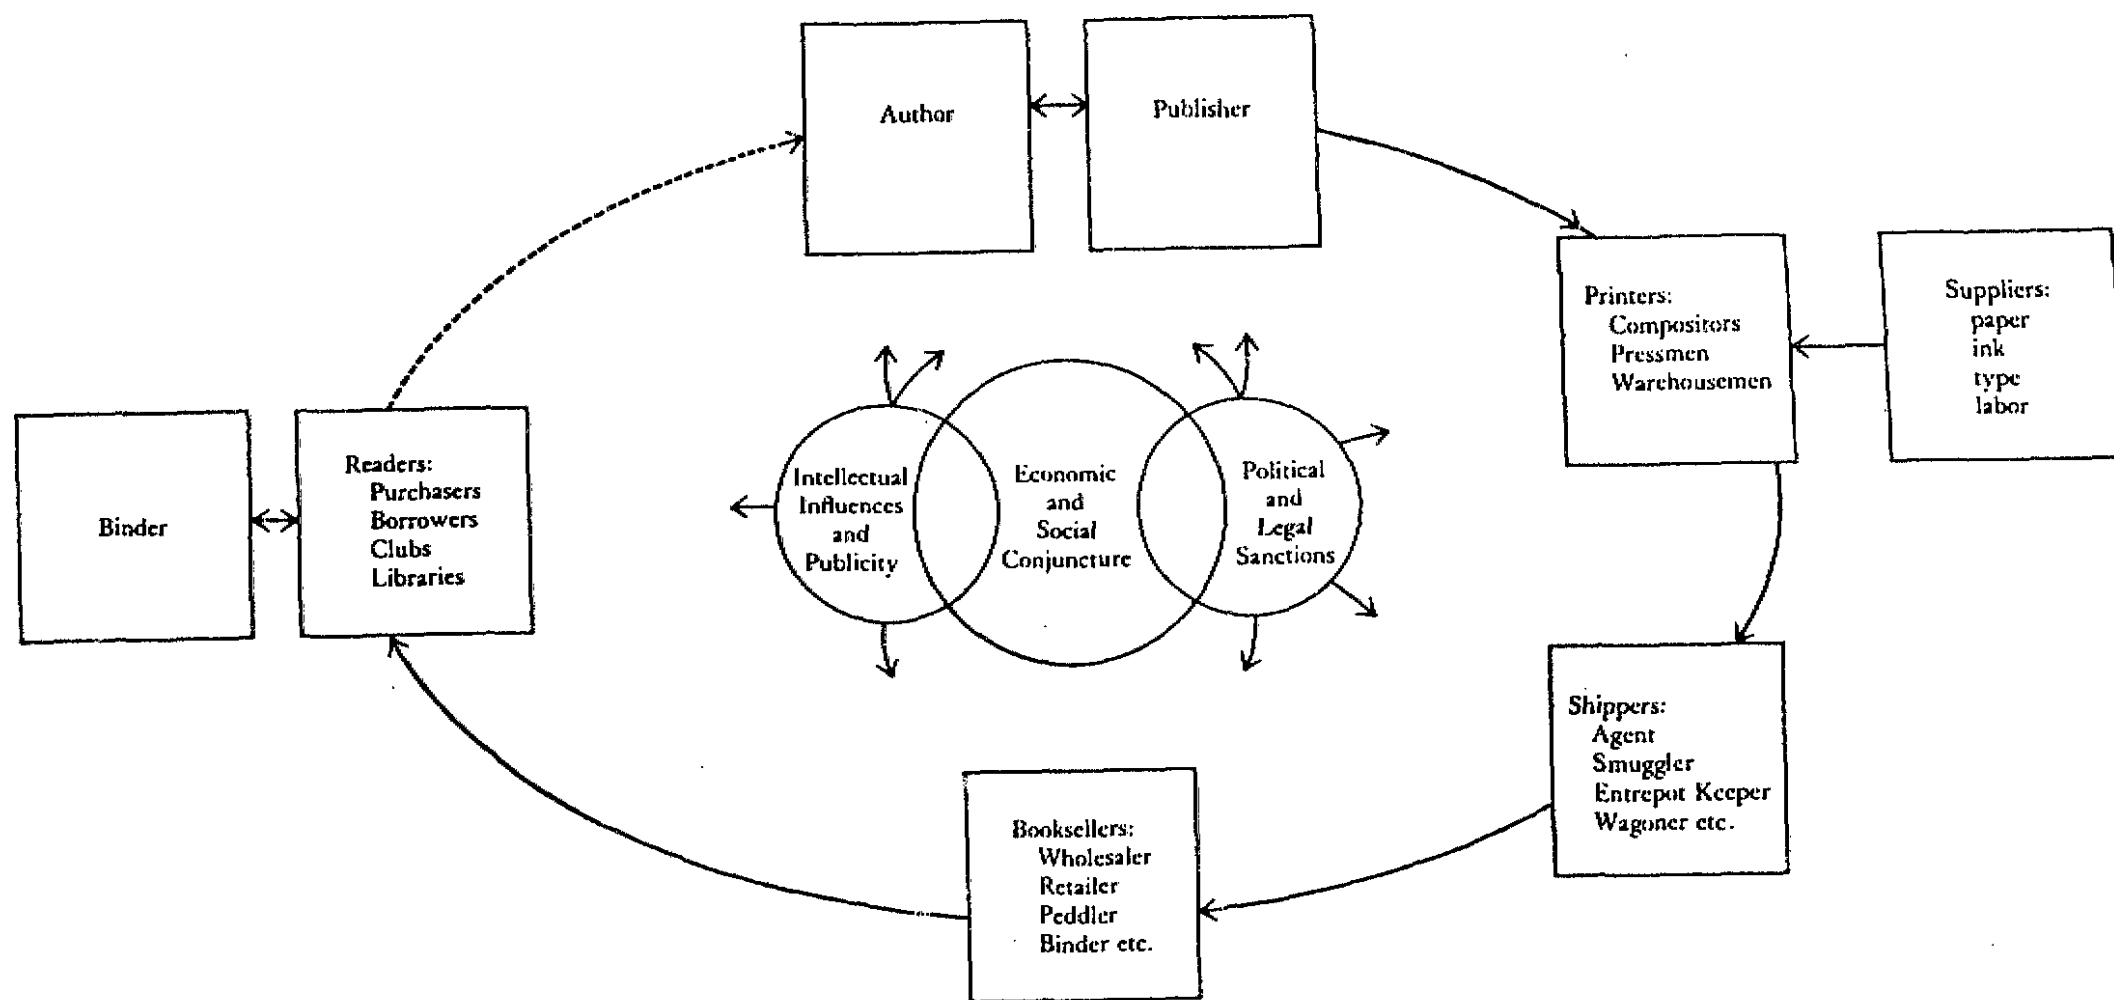 Author
Publisher
Printers:
Compositors
Pressmen
Warehousemen
Suppliers:
paper
ink
type
labor
Binder
Readers:
Purchasers
Borrowers
Clubs
Libraries
Intellectual
Influences
and
Publicity
Economic
and
Social
Conjuncture
Political
and
Legal
Sanctions
Shippers:
Agent
Smuggler
Entrepot Keeper
Wagoner etc.
Booksellers:
Wholesaler
Retailer
Peddler
Binder etc.